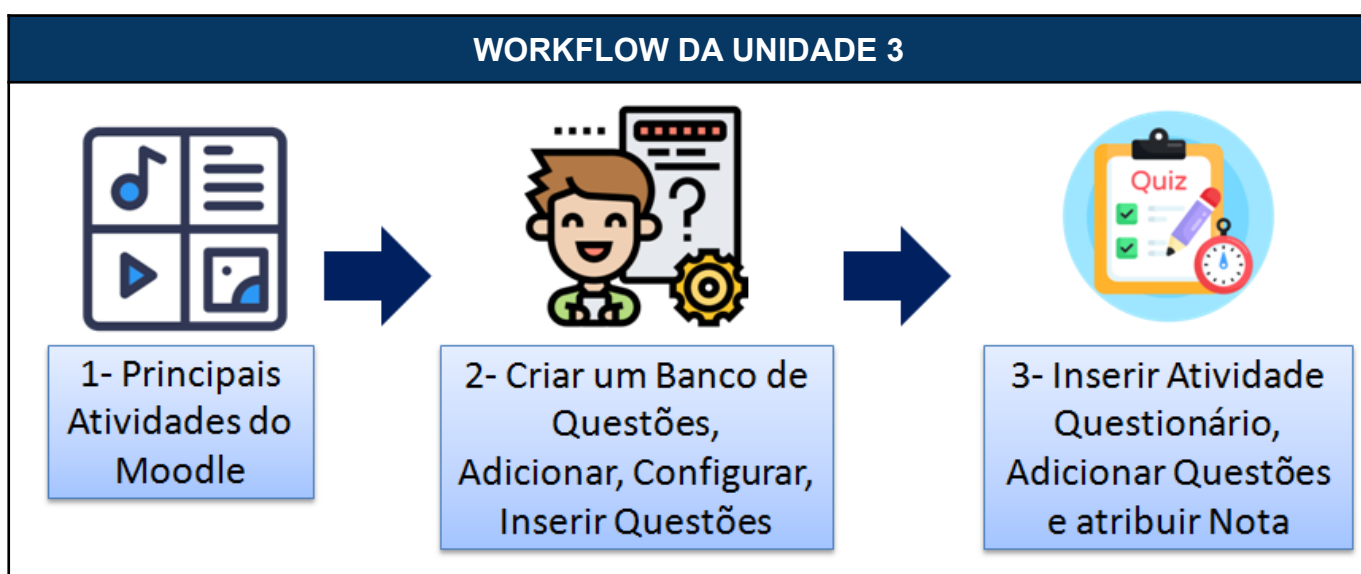 WORKFLOW DA UNIDADE 3
1- Principais
Atividades do
Moodle
?
2- Criar um Banco de
Questões,
Adicionar, Configurar,
Inserir Questões
Quiz
3- Inserir Atividade
Questionário,
Adicionar Questões
e atribuir Nota